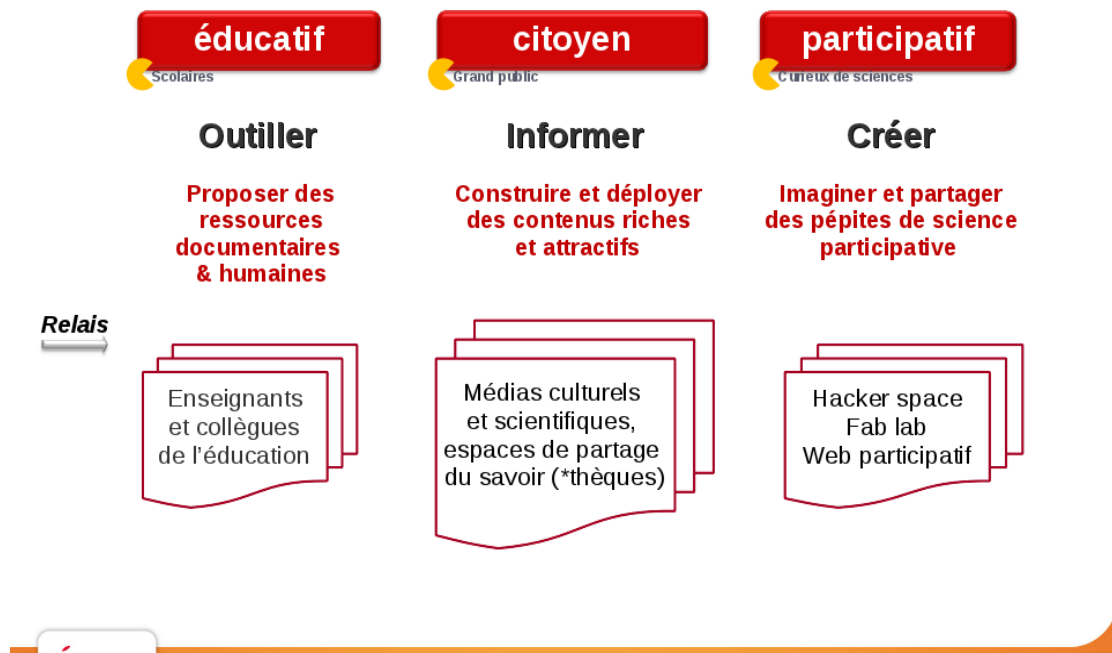 éducatif
citoyen
participatif
Scolaires
Grand public
Curieux de sciences
Outiller
Informer
Créer
Proposer des
ressources
documentaires
& humaines
Construire et déployer
des contenus riches
et attractifs
Imaginer et partager
des pépites de science
participative
Relais
Enseignants
et collègues
de l’éducation
Médias culturels
et scientifiques,
espaces de partage
du savoir (*thèques)
Hacker space
Fab lab
Web participatif